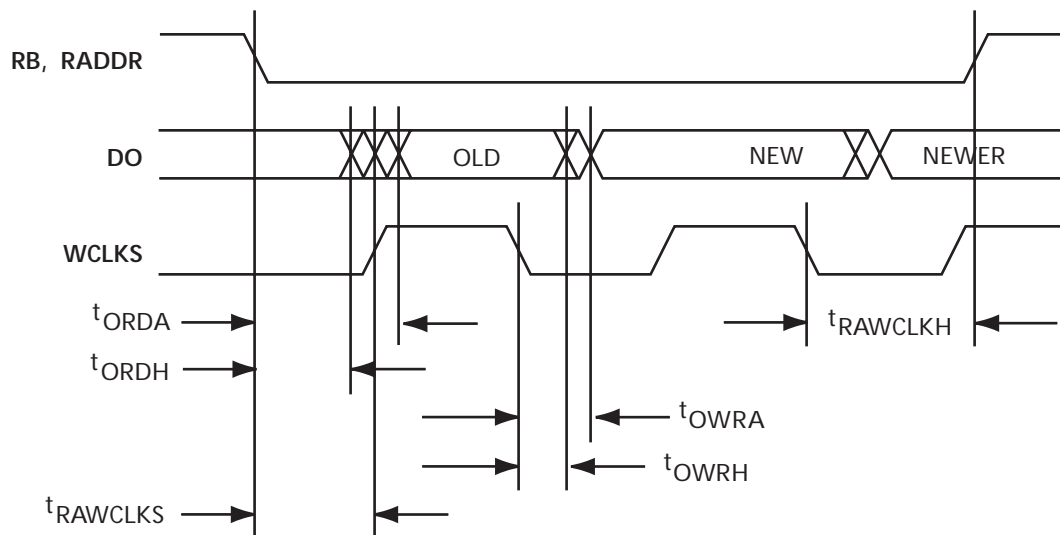 RB, RADDR
DO
OLD
NEW
NEWER
WCLKS
tORDA
tRAWCLKH
tORDH
tOWRA
tOWRH
tRAWCLKS